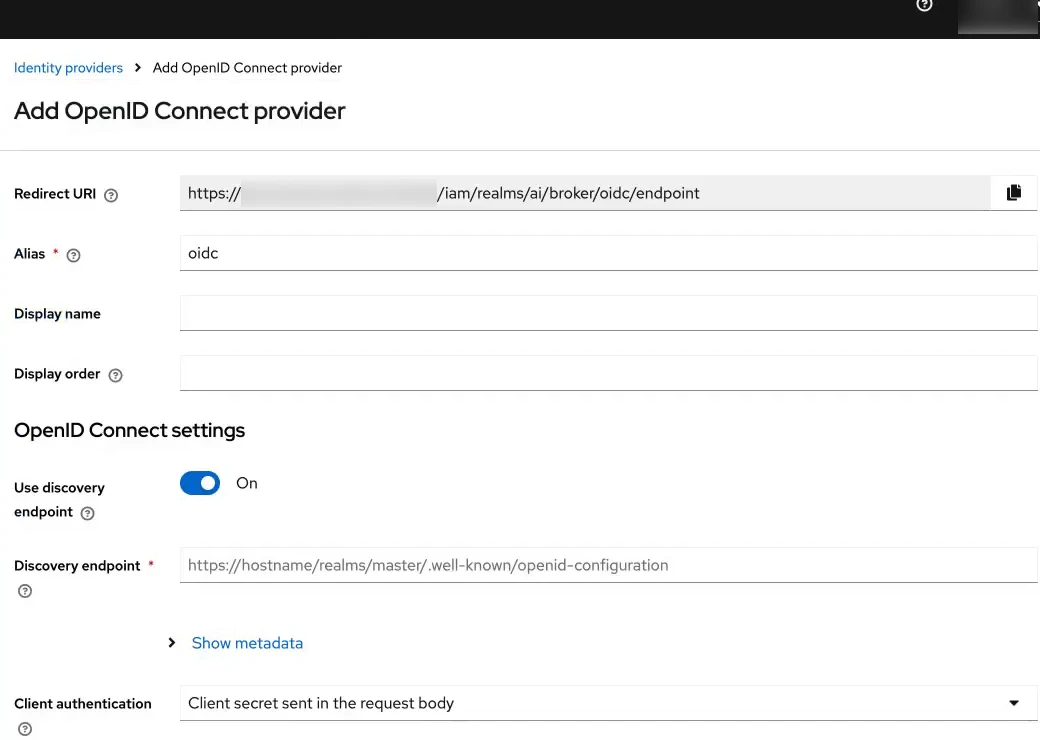 Identity providers > Add OpenID Connect provider
Add OpenID Connect provider
Redirect URI https:// /iam/realms/ai/broker/oidc/endpoint
Alias * oidc
Display name
Display order
OpenID Connect settings
Use discovery
endpoint
On
Discovery endpoint * https://hostname/realms/master/.well-known/openid-configuration
Show metadata
Client authentication Client secret sent in the request body